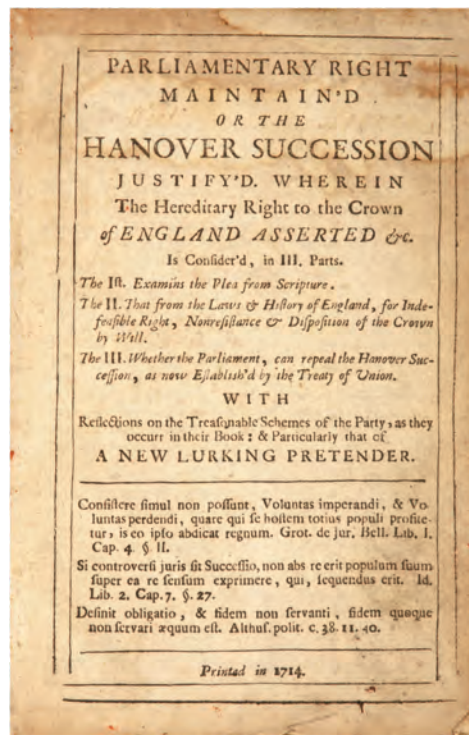 PARLIAMENTARY RIGHT
MAINTAIN'D
OR THE
HANOVER SUCCESSION
JUSTIFY'D. WHEREIN
The Hereditary Right to the Crown
of ENGLAND ASSERTED &c.
Is Consider'd, in III. Parts.
The Ist. Examins the Plea from Scripture.
The II. That from the Laws & History of England, for Inde-
feasible Right, Nonresistance & Disposition of the Crown
by Will.
The III. Whether the Parliament, can repeal the Hanover Suc-
cession, as now Establish'd by the Treaty of Union.
WITH
Reflections on the Treasonable Schemes of the Party, as they
occurr in their Book: & Particularly that of
A NEW LURKING PRETENDER.
Consistere simul non possunt, Voluntas imperandi, & Vo-
luntas perdendi, quare qui se hostem totius populi profite-
tur, is eo ipso abdicat regnum. Grot. de jur. Bell. Lib. I.
Cap. 4. §. II.
Si controversi juris sit Successio, non abs re erit populum suum
super ea re sensum exprimere, qui, sequendus erit. Id.
Lib. 2. Cap. 7. §. 27.
Desinit obligatio, & fidem non servanti, fidem quoque
non servari æquum est. Althus. polit. c. 38. 11. 40.
Printed in 1714.